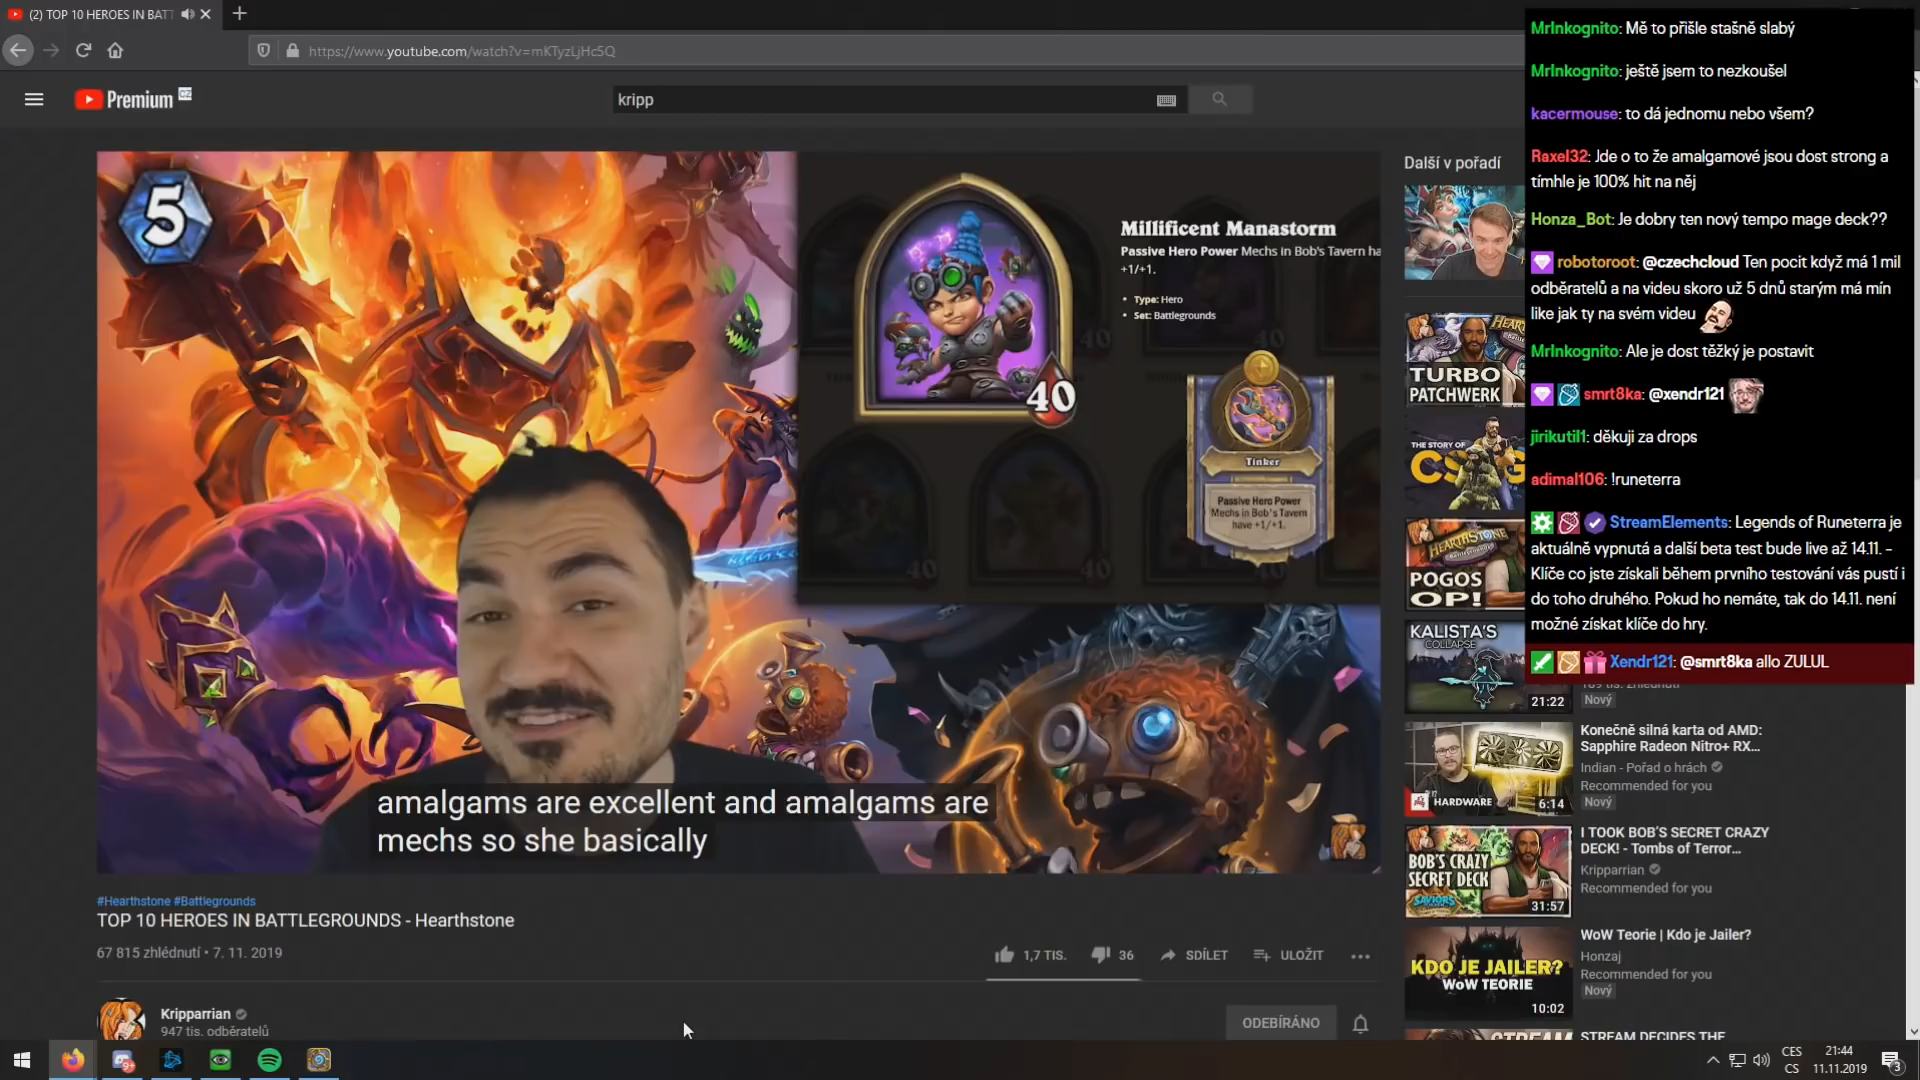 (2) TOP 10 HEROES IN BATT
https://www.youtube.com/watch?v=mKTyzLjHc5Q
Premium CZ
kripp
5
Millificent Manastorm
Passive Hero Power Mechs in Bob's Tavern ha
+1/+1.
Type: Hero
Set: Battlegrounds
40
Tinker
Passive Hero Power
Mechs in Bob's Tavern
have +1/+1.
40
40
40
40
amalgams are excellent and amalgams are
mechs so she basically
#Hearthstone #Battlegrounds
TOP 10 HEROES IN BATTLEGROUNDS - Hearthstone
67 815 zhlédnutí • 7. 11. 2019
1,7 TIS.
36
SDÍLET
ULOŽIT
Kripparrian
947 tis. odběratelů
ODEBÍRÁNO
Další v pořadí
TURBO
PATCHWERK
THE STORY OF
HEARTHSTONE
POGOS
OP!
KALISTA'S
COLLAPSE
21:22
Nový
HARDWARE
6:14
Konečně silná karta od AMD:
Sapphire Radeon Nitro+ RX...
Indian - Pořad o hrách
Recommended for you
Nový
BOB'S CRAZY
SECRET DECK
SAVIORS
31:57
I TOOK BOB'S SECRET CRAZY
DECK! - Tombs of Terror...
Kripparrian
Recommended for you
KDO JE JAILER?
WoW TEORIE
10:02
WoW Teorie | Kdo je Jailer?
Honzaj
Recommended for you
Nový
STREAM DECIDES THE
MrInkognito: Mě to přišle stašně slabý
MrInkognito: ještě jsem to nezkoušel
kacermouse: to dá jednomu nebo všem?
Raxel32: Jde o to že amalgamové jsou dost strong a
tímhle je 100% hit na něj
Honza_Bot: Je dobry ten nový tempo mage deck??
robotoroot: @czechcloud Ten pocit když má 1 mil
odběratelů a na videu skoro už 5 dnů starým má mín
like jak ty na svém videu
MrInkognito: Ale je dost těžký je postavit
smrt8ka: @xendr121
jirikutil1: děkuji za drops
adimal106: !runeterra
StreamElements: Legends of Runeterra je
aktuálně vypnutá a další beta test bude live až 14.11. -
Klíče co jste získali během prvního testování vás pustí i
do toho druhého. Pokud ho nemáte, tak do 14.11. není
možné získat klíče do hry.
Xendr121: @smrt8ka allo ZULUL
9+
CES
CS
21:44
11.11.2019
3